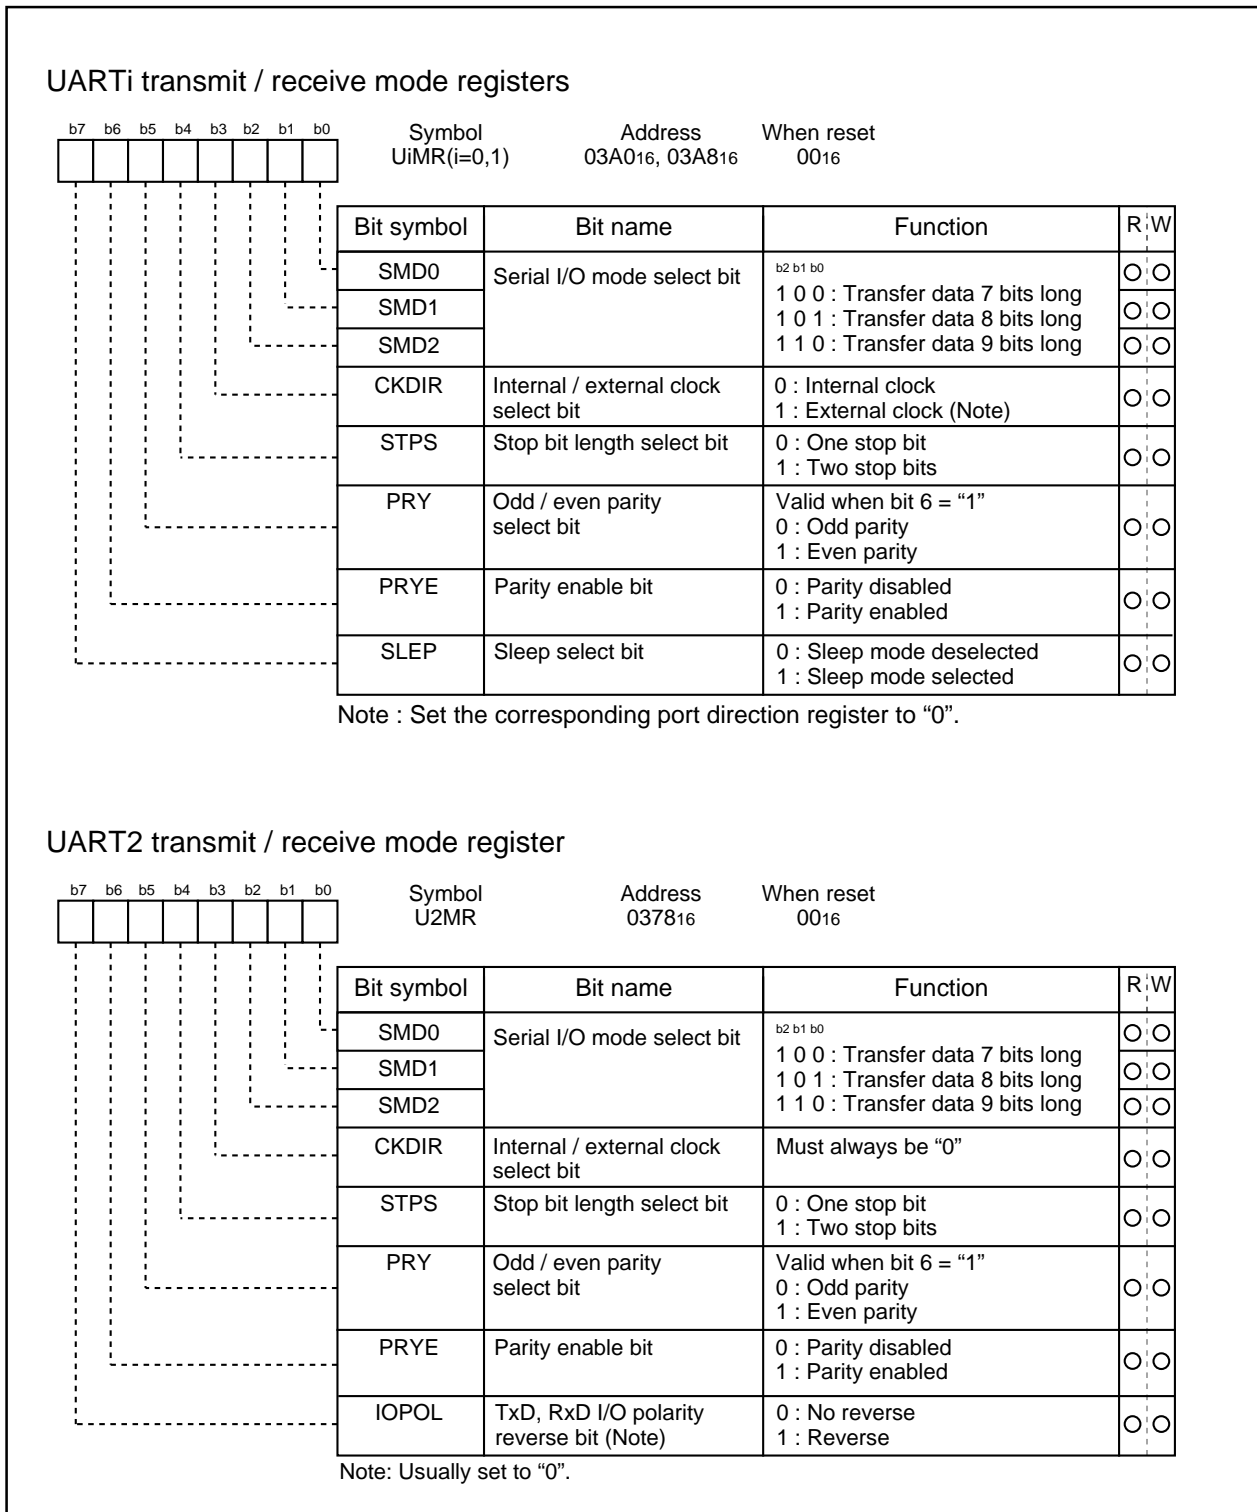 UARTi transmit / receive mode registers
b7 b6 b5 b4 b3 b2 b1 b0
Symbol Address When reset
UiMR(i=0,1) 03A016, 03A816 0016
Bit symbol Bit name Function R W
SMD0 Serial I/O mode select bit b2 b1 b0
1 0 0 : Transfer data 7 bits long
SMD1 1 0 1 : Transfer data 8 bits long
SMD2 1 1 0 : Transfer data 9 bits long
CKDIR Internal / external clock 0 : Internal clock
select bit 1 : External clock (Note)
STPS Stop bit length select bit 0 : One stop bit
1 : Two stop bits
PRY Odd / even parity Valid when bit 6 = “1”
select bit 0 : Odd parity
1 : Even parity
PRYE Parity enable bit 0 : Parity disabled
1 : Parity enabled
SLEP Sleep select bit 0 : Sleep mode deselected
1 : Sleep mode selected
Note : Set the corresponding port direction register to “0”.
UART2 transmit / receive mode register
b7 b6 b5 b4 b3 b2 b1 b0
Symbol Address When reset
U2MR 037816 0016
Bit symbol Bit name Function R W
SMD0 Serial I/O mode select bit b2 b1 b0
1 0 0 : Transfer data 7 bits long
SMD1 1 0 1 : Transfer data 8 bits long
SMD2 1 1 0 : Transfer data 9 bits long
CKDIR Internal / external clock Must always be “0”
select bit
STPS Stop bit length select bit 0 : One stop bit
1 : Two stop bits
PRY Odd / even parity Valid when bit 6 = “1”
select bit 0 : Odd parity
1 : Even parity
PRYE Parity enable bit 0 : Parity disabled
1 : Parity enabled
IOPOL TxD, RxD I/O polarity 0 : No reverse
reverse bit (Note) 1 : Reverse
Note: Usually set to “0”.